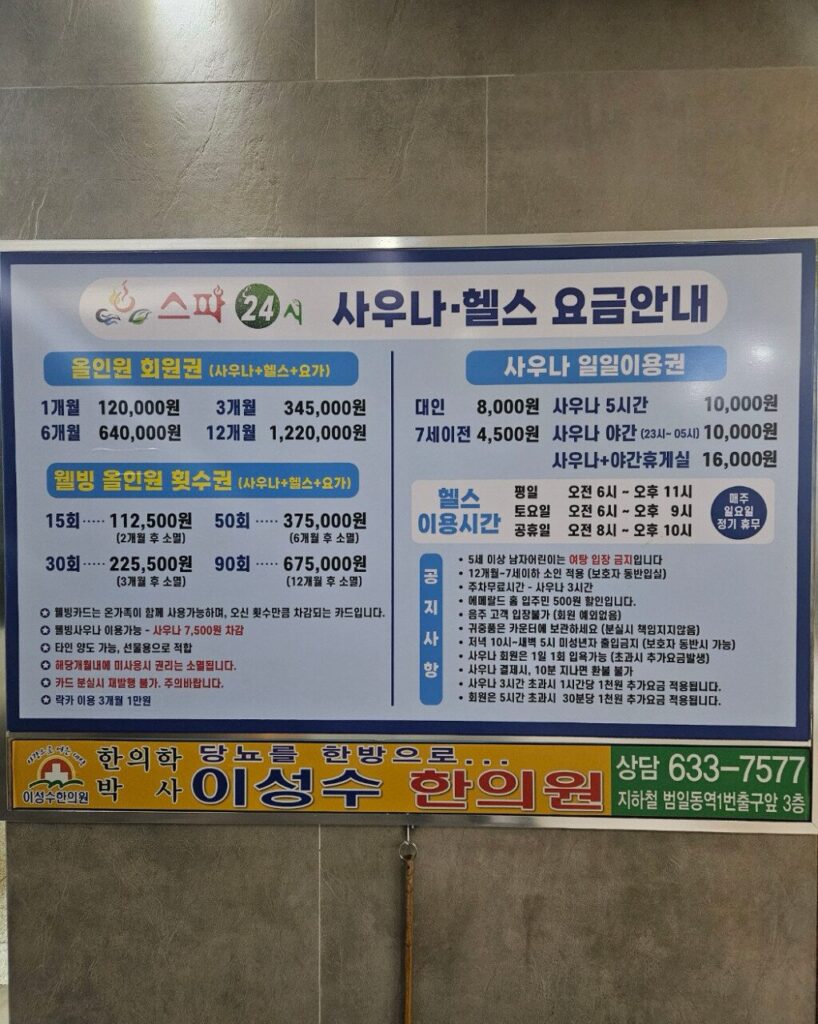 스파 24시 사우나·헬스 요금안내
올인원 회원권 (사우나+헬스+요가)
1개월 120,000원 3개월 345,000원
6개월 640,000원 12개월 1,220,000원
웰빙 올인원 횟수권 (사우나+헬스+요가)
15회 ····· 112,500원 50회 ····· 375,000원
(2개월 후 소멸) (6개월 후 소멸)
30회 ····· 225,500원 90회 ····· 675,000원
(3개월 후 소멸) (12개월 후 소멸)
✪ 웰빙카드는 온가족이 함께 사용가능하며, 오신 횟수만큼 차감되는 카드입니다.
✪ 웰빙사우나 이용가능 - 사우나 7,500원 차감
✪ 타인 양도 가능, 선물용으로 적합
✪ 해당개월내에 미사용시 권리는 소멸됩니다.
✪ 카드 분실시 재발행 불가. 주의바랍니다.
✪ 락카 이용 3개월 1만원
사우나 일일이용권
대인 8,000원 사우나 5시간 10,000원
7세이전 4,500원 사우나 야간 (23시~05시) 10,000원
사우나+야간휴게실 16,000원
헬스
이용시간
평일 오전 6시 ~ 오후 11시
토요일 오전 6시 ~ 오후 9시
공휴일 오전 8시 ~ 오후 10시
매주
일요일
정기 휴무
공지사항
• 5세 이상 남자어린이는 여탕 입장 금지입니다
• 12개월-7세이하 소인 적용 (보호자 동반입실)
• 주차무료시간 - 사우나 3시간
• 에메랄드 홈 입주민 500원 할인입니다.
• 음주 고객 입장불가 (회원 예외없음)
• 귀중품은 카운터에 보관하세요 (분실시 책임지지않음)
• 저녁 10시~새벽 5시 미성년자 출입금지 (보호자 동반시 가능)
• 사우나 회원은 1일 1회 입욕가능 (초과시 추가요금발생)
• 사우나 결제시, 10분 지나면 환불 불가
• 사우나 3시간 초과시 1시간당 1천원 추가요금 적용됩니다.
• 회원은 5시간 초과시 30분당 1천원 추가요금 적용됩니다.
이성수한의원
한의학
박사
당뇨를 한방으로...
이성수 한의원
상담 633-7577
지하철 범일동역1번출구앞 3층